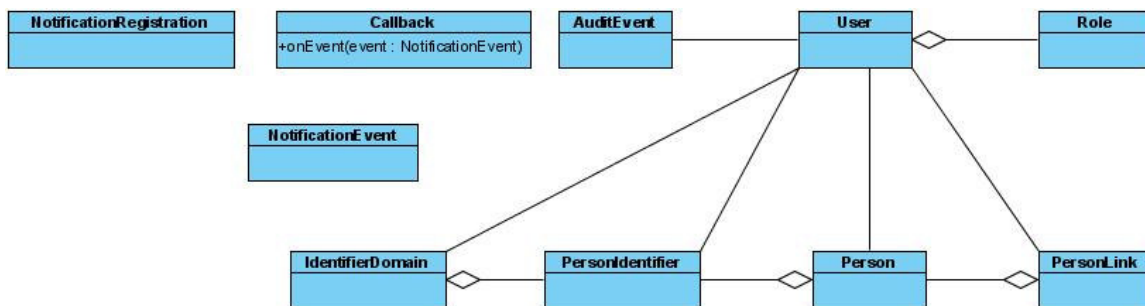 NotificationRegistration
Callback
+onEvent(event : NotificationEvent)
AuditEvent
User
Role
NotificationEvent
IdentifierDomain
PersonIdentifier
Person
PersonLink